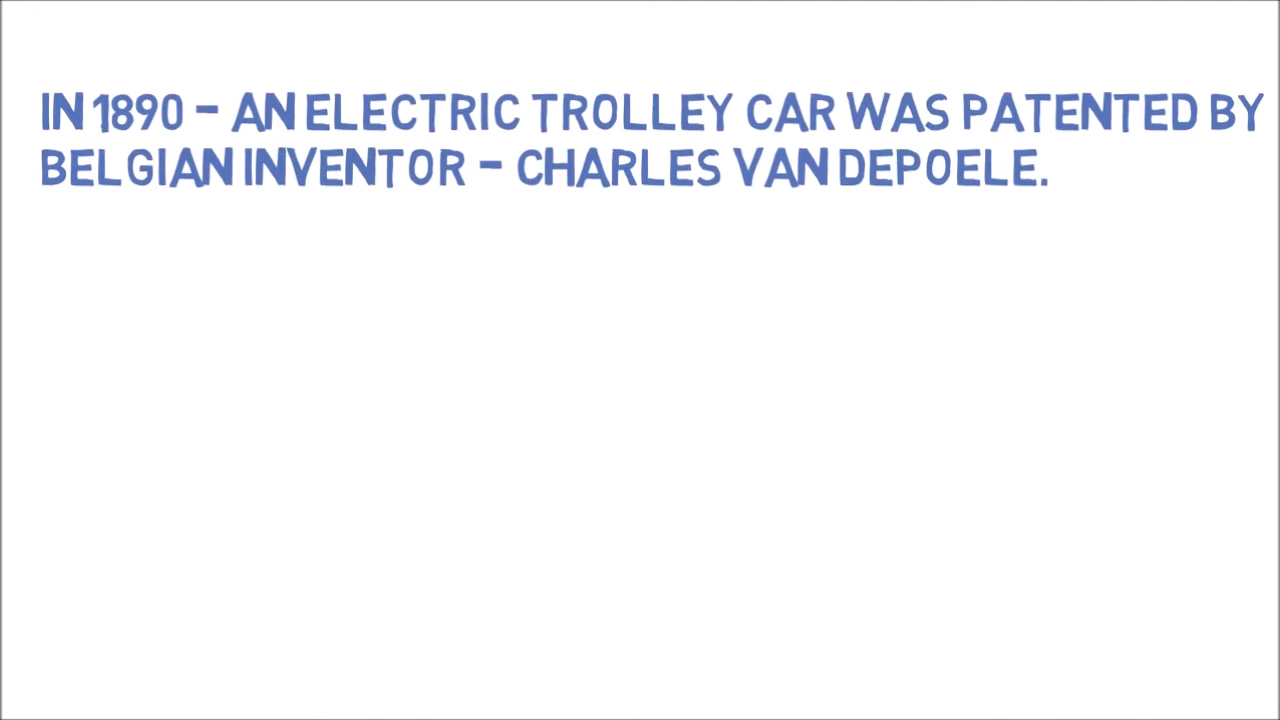 IN 1890 - AN ELECTRIC TROLLEY CAR WAS PATENTED BY
BELGIAN INVENTOR - CHARLES VAN DEPOELE.